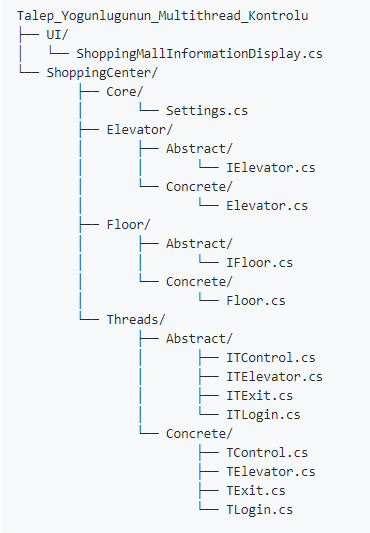 Talep_Yogunlugunun_Multithread_Kontrolu
├── UI/
│   └── ShoppingMallInformationDisplay.cs
└── ShoppingCenter/
        ├── Core/
        │       └── Settings.cs
        ├── Elevator/
        │       ├── Abstract/
        │       │       └── IElevator.cs
        │       └── Concrete/
        │               └── Elevator.cs
        ├── Floor/
        │       ├── Abstract/
        │       │       └── IFloor.cs
        │       └── Concrete/
        │               └── Floor.cs
        └── Threads/
                ├── Abstract/
                │       ├── ITControl.cs
                │       ├── ITElevator.cs
                │       ├── ITExit.cs
                │       └── ITLogin.cs
                └── Concrete/
                        ├── TControl.cs
                        ├── TElevator.cs
                        ├── TExit.cs
                        └── TLogin.cs